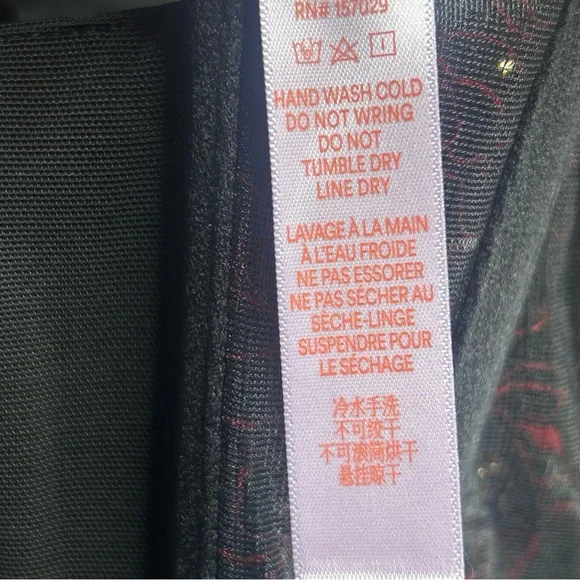 RN# 157029
HAND WASH COLD
DO NOT WRING
DO NOT
TUMBLE DRY
LINE DRY
LAVAGE À LA MAIN
À L'EAU FROIDE
NE PAS ESSORER
NE PAS SÉCHER AU
SÈCHE-LINGE
SUSPENDRE POUR
LE SÉCHAGE
冷水手洗
不可绞干
不可滚筒烘干
悬挂晾干